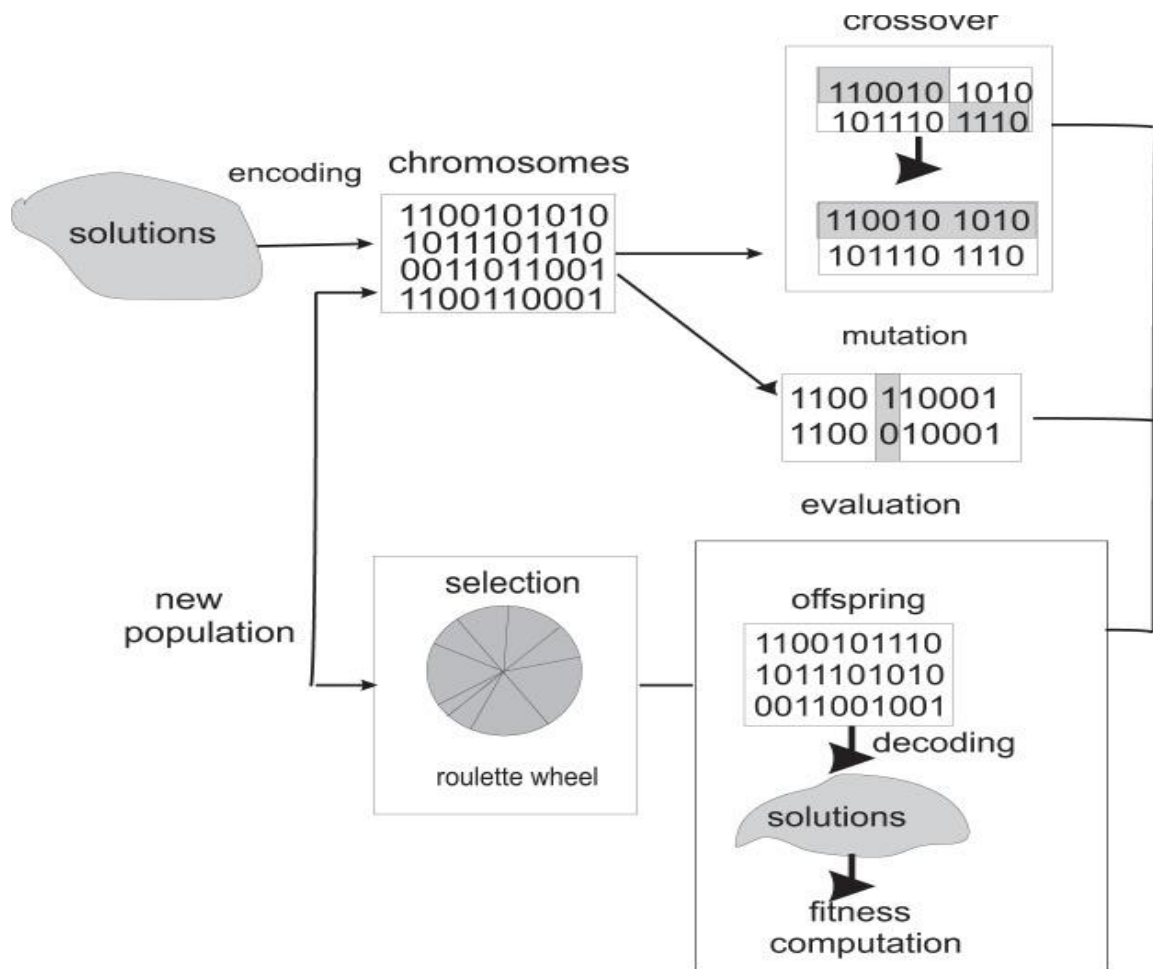 crossover
110010 1010
101110 1110
110010 1010
101110 1110
encoding
chromosomes
solutions
1100101010
1011101110
0011011001
1100110001
mutation
1100 110001
1100 010001
evaluation
new
population
selection
roulette wheel
offspring
1100101110
1011101010
0011001001
decoding
solutions
fitness
computation